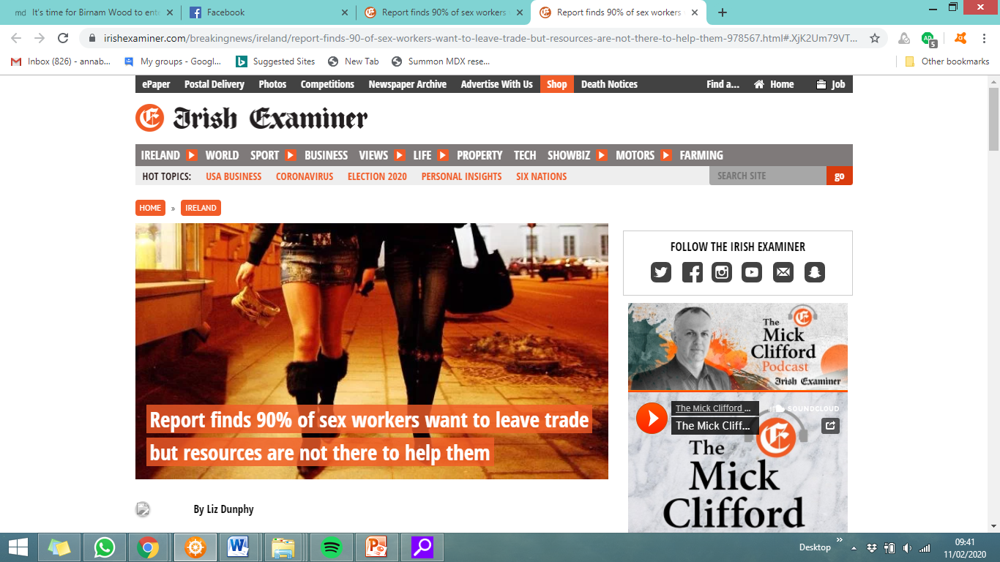 md It's time for Birnam Wood to ente
Facebook
Report finds 90% of sex workers
Report finds 90% of sex workers
irishexaminer.com/breakingnews/ireland/report-finds-90-of-sex-workers-want-to-leave-trade-but-resources-are-not-there-to-help-them-978567.html#.XjK2Um79VT...
AP 5
Inbox (826) - annab... My groups - Googl... Suggested Sites New Tab Summon MDX rese... Other bookmarks
ePaper Postal Delivery Photos Competitions Newspaper Archive Advertise With Us Shop Death Notices Find a... Home Job
E Irish Examiner
IRELAND WORLD SPORT BUSINESS VIEWS LIFE PROPERTY TECH SHOWBIZ MOTORS FARMING
HOT TOPICS: USA BUSINESS CORONAVIRUS ELECTION 2020 PERSONAL INSIGHTS SIX NATIONS SEARCH SITE go
HOME » IRELAND
Report finds 90% of sex workers want to leave trade
but resources are not there to help them
By Liz Dunphy
FOLLOW THE IRISH EXAMINER
E
The
Mick
Clifford
Podcast
Irish Examiner
The Mick Clifford ...
SOUNDCLOUD
The Mick Cliff...
E
The
Mick
Clifford
Desktop »
09:41
11/02/2020